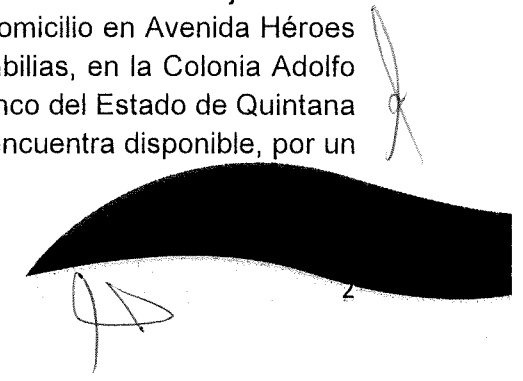 omicilio en Avenida Héroes
bilias, en la Colonia Adolfo
nco del Estado de Quintana
ncuentra disponible, por un
2